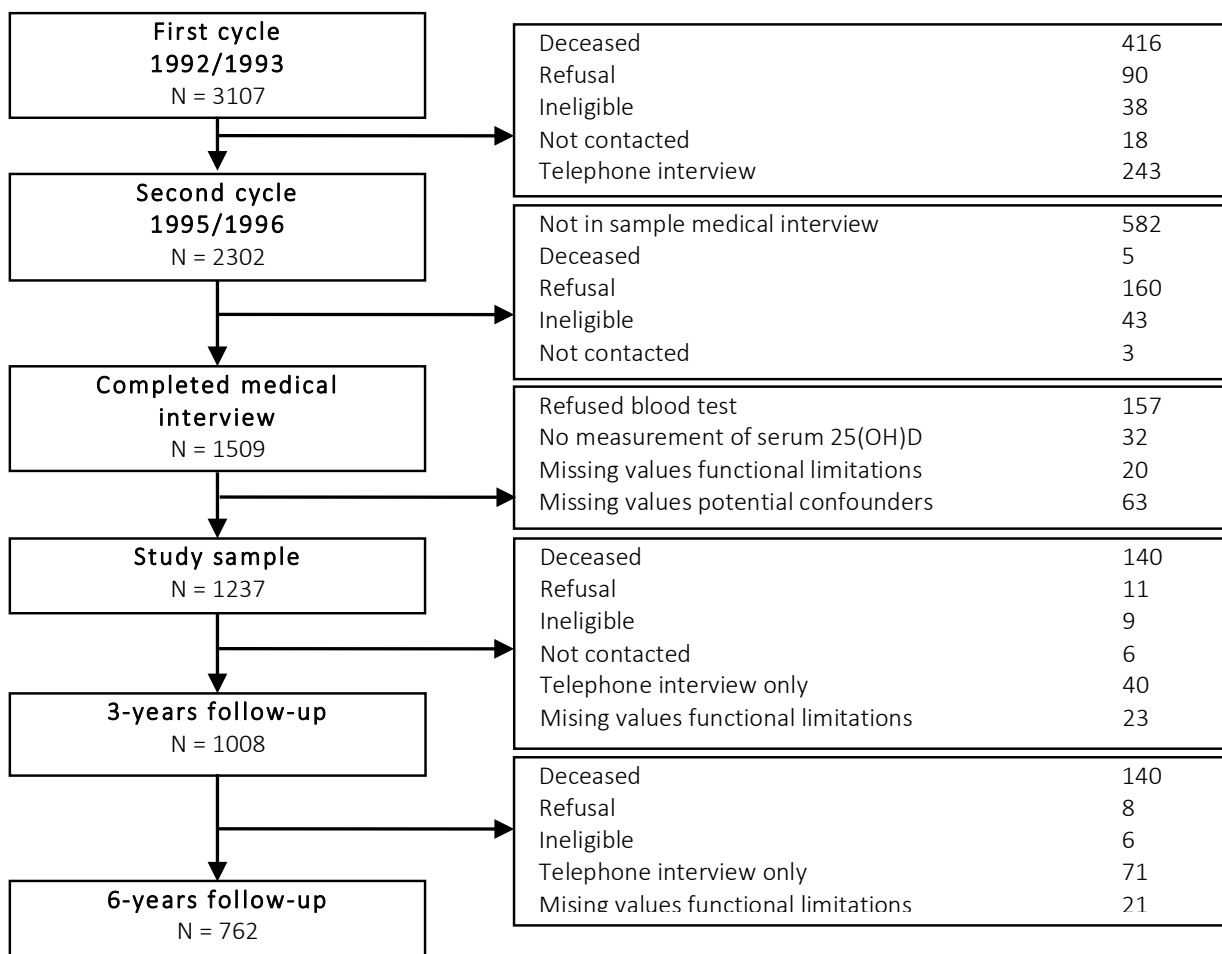 First cycle
1992/1993
N = 3107
Deceased 416
Refusal 90
Ineligible 38
Not contacted 18
Telephone interview 243
Second cycle
1995/1996
N = 2302
Not in sample medical interview 582
Deceased 5
Refusal 160
Ineligible 43
Not contacted 3
Completed medical
interview
N = 1509
Refused blood test 157
No measurement of serum 25(OH)D 32
Missing values functional limitations 20
Missing values potential confounders 63
Study sample
N = 1237
Deceased 140
Refusal 11
Ineligible 9
Not contacted 6
Telephone interview only 40
Mising values functional limitations 23
3-years follow-up
N = 1008
Deceased 140
Refusal 8
Ineligible 6
Telephone interview only 71
Mising values functional limitations 21
6-years follow-up
N = 762